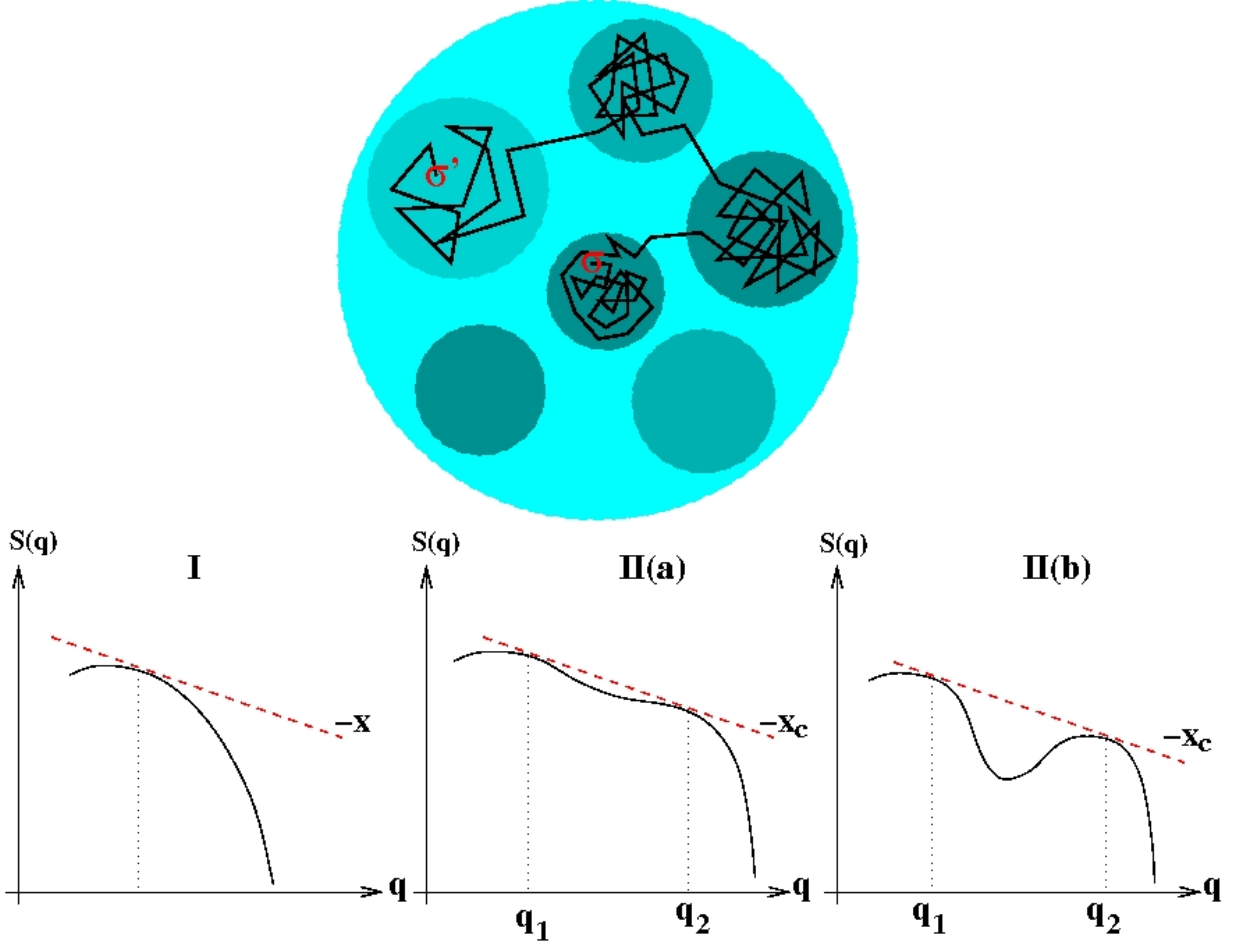 σ’
σ
S(q)
I
-x
q
S(q)
II(a)
-x_c
q_1
q_2
q
S(q)
II(b)
-x_c
q_1
q_2
q